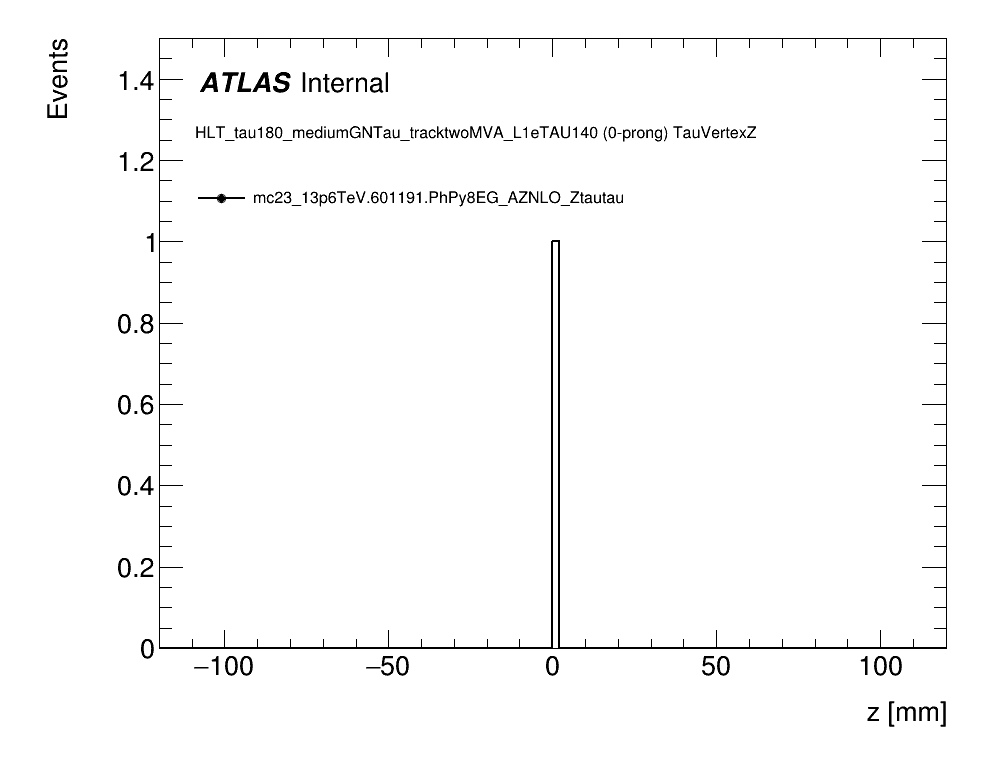 Events
ATLAS Internal
HLT_tau180_mediumGNTau_tracktwoMVA_L1eTAU140 (0-prong) TauVertexZ
mc23_13p6TeV.601191.PhPy8EG_AZNLO_Ztautau
1.4
1.2
1
0.8
0.6
0.4
0.2
0
−100 −50 0 50 100
z [mm]